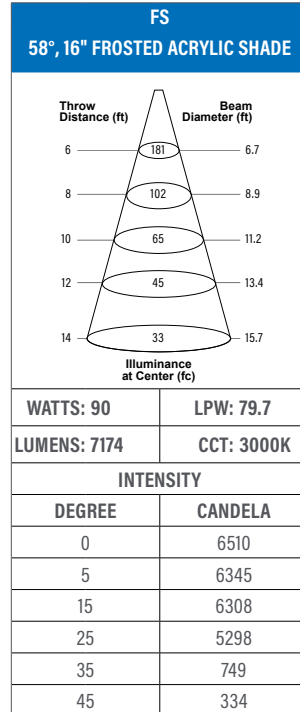 FS
58°, 16" FROSTED ACRYLIC SHADE
Throw Distance (ft)
Beam Diameter (ft)
6 181 6.7
8 102 8.9
10 65 11.2
12 45 13.4
14 33 15.7
Illuminance
at Center (fc)
WATTS: 90 LPW: 79.7
LUMENS: 7174 CCT: 3000K
INTENSITY
DEGREE CANDELA
0 6510
5 6345
15 6308
25 5298
35 749
45 334